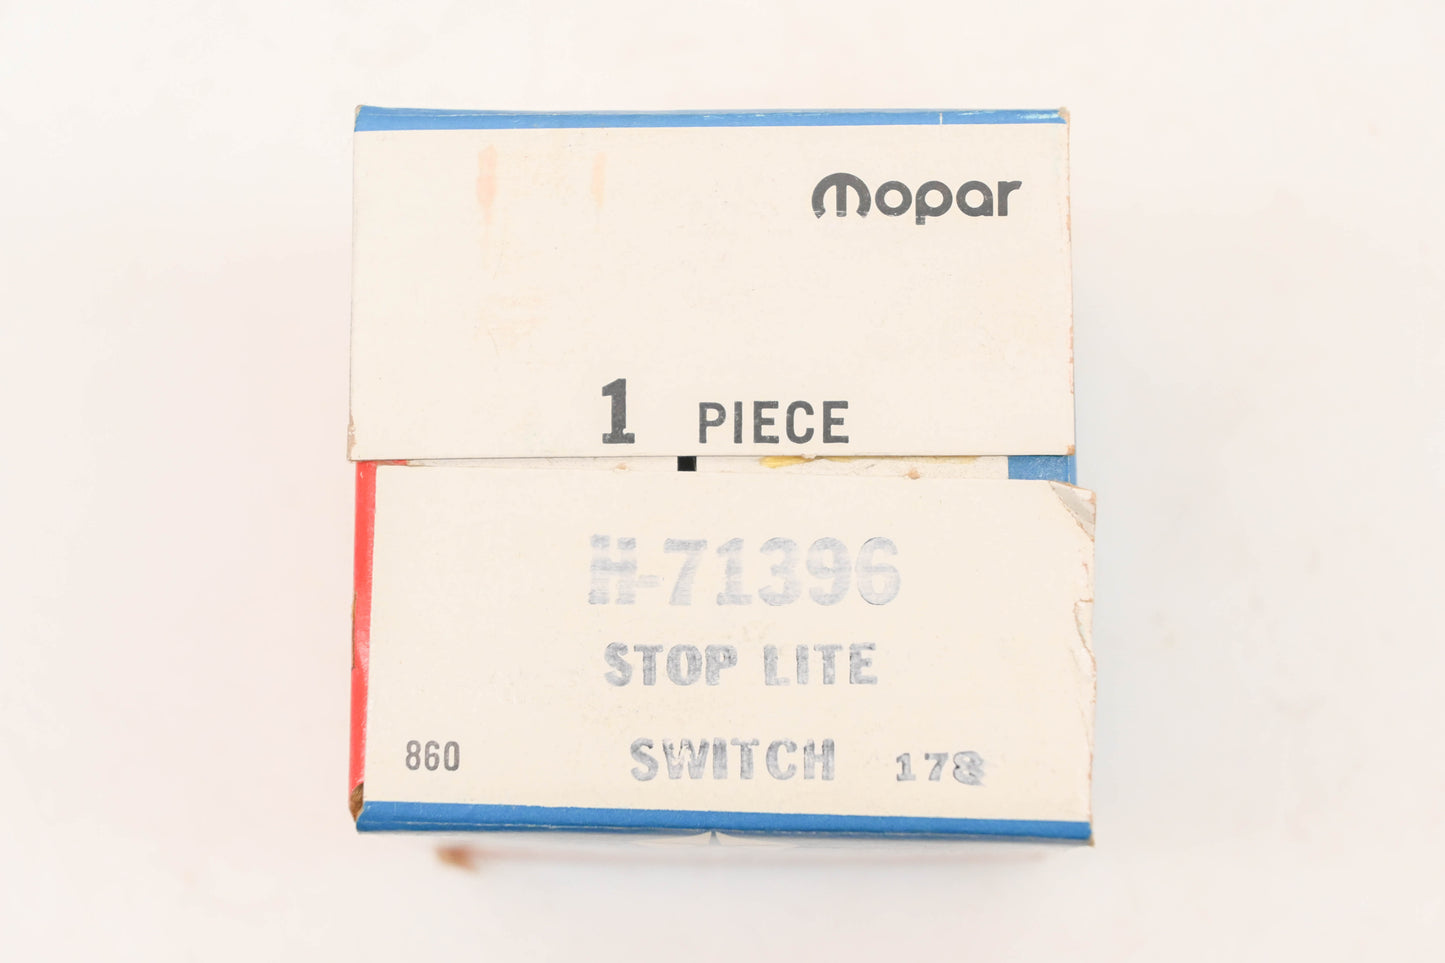 mopar
1 PIECE
H-71396
STOP LITE
860 SWITCH 178